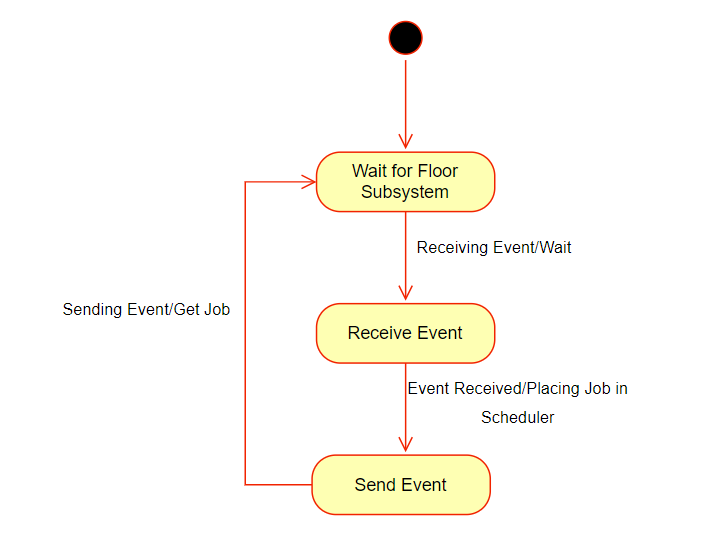 Wait for Floor
Subsystem
Receiving Event/Wait
Sending Event/Get Job
Receive Event
Event Received/Placing Job in
Scheduler
Send Event